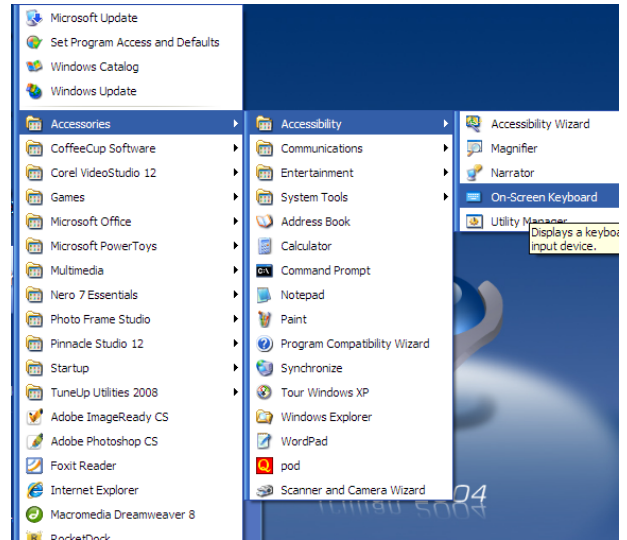 Microsoft Update
Set Program Access and Defaults
Windows Catalog
Windows Update
Accessories
CoffeeCup Software
Corel VideoStudio 12
Games
Microsoft Office
Microsoft PowerToys
Multimedia
Nero 7 Essentials
Photo Frame Studio
Pinnacle Studio 12
Startup
TuneUp Utilities 2008
Adobe ImageReady CS
Adobe Photoshop CS
Foxit Reader
Internet Explorer
Macromedia Dreamweaver 8
RocketDock
Accessibility
Communications
Entertainment
System Tools
Address Book
Calculator
Command Prompt
Notepad
Paint
Program Compatibility Wizard
Synchronize
Tour Windows XP
Windows Explorer
WordPad
pod
Scanner and Camera Wizard
Accessibility Wizard
Magnifier
Narrator
On-Screen Keyboard
Utility Manager
Displays a keyboa
input device.